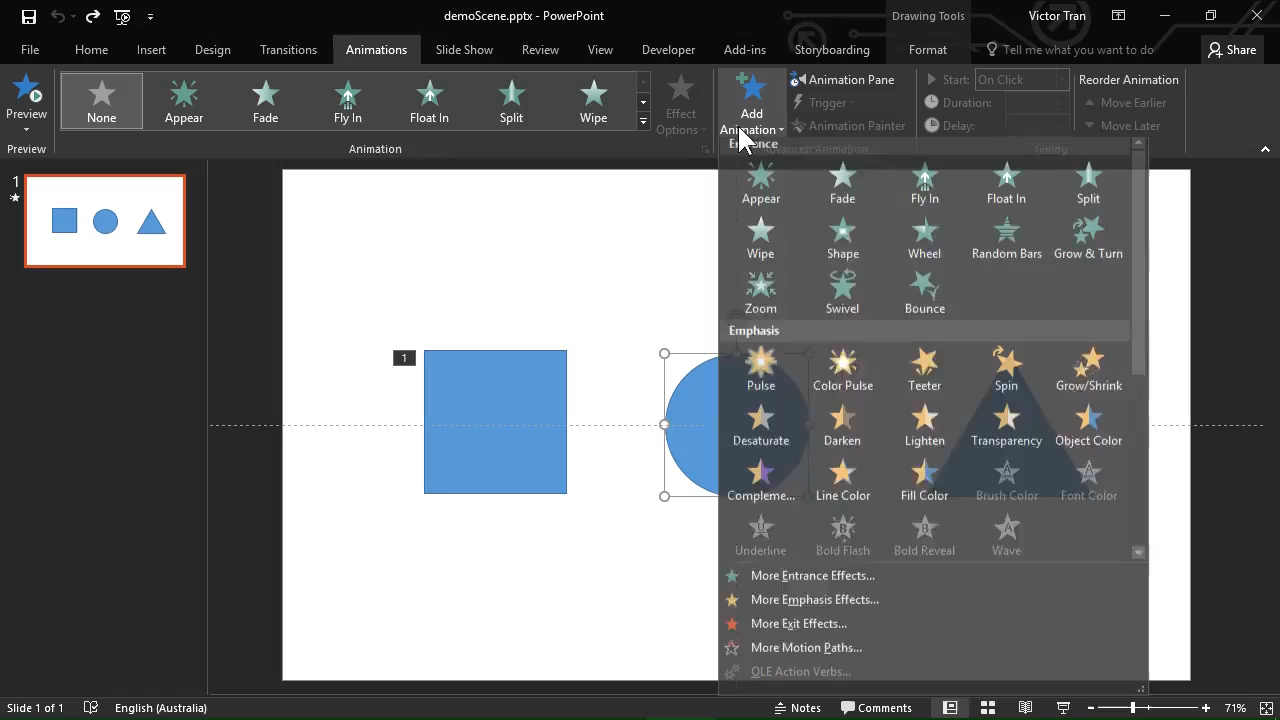 demoScene.pptx - PowerPoint
Drawing Tools
Victor Tran
File Home Insert Design Transitions Animations Slide Show Review View Developer Add-ins Storyboarding Format Tell me what you want to do Share
Preview
None Appear Fade Fly In Float In Split Wipe
Effect
Options
Add
Animation
Animation Pane
Trigger
Animation Painter
Start: On Click
Duration:
Delay:
Reorder Animation
Move Earlier
Move Later
Preview
Animation
Advanced Animation
Timing
Entrance
Appear Fade Fly In Float In Split
Wipe Shape Wheel Random Bars Grow & Turn
Zoom Swivel Bounce
Emphasis
Pulse Color Pulse Teeter Spin Grow/Shrink
Desaturate Darken Lighten Transparency Object Color
Compleme... Line Color Fill Color Brush Color Font Color
Underline Bold Flash Bold Reveal Wave
More Entrance Effects...
More Emphasis Effects...
More Exit Effects...
More Motion Paths...
OLE Action Verbs...
1
1
Slide 1 of 1 English (Australia) Notes Comments 71%